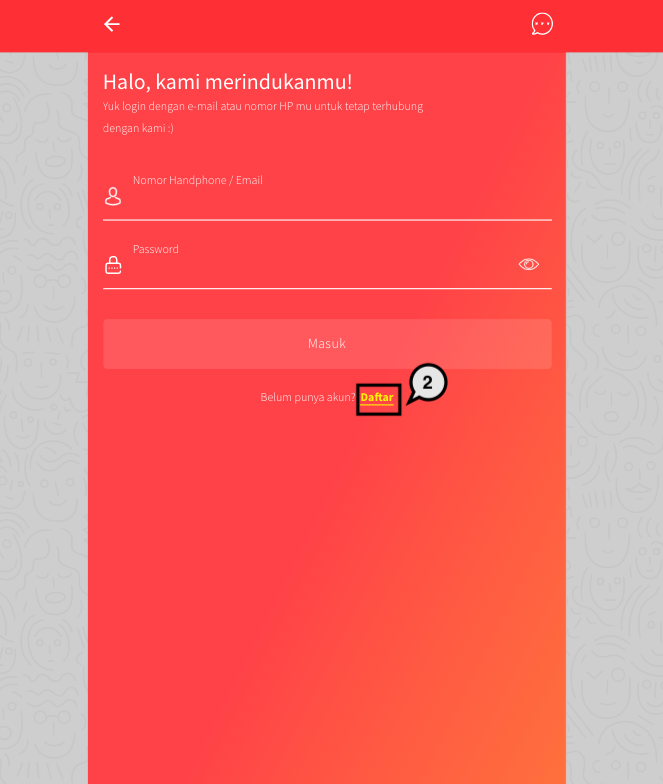 Halo, kami merindukanmu!
Yuk login dengan e-mail atau nomor HP mu untuk tetap terhubung
dengan kami :)
Nomor Handphone / Email
Password
Masuk
2
Belum punya akun? Daftar